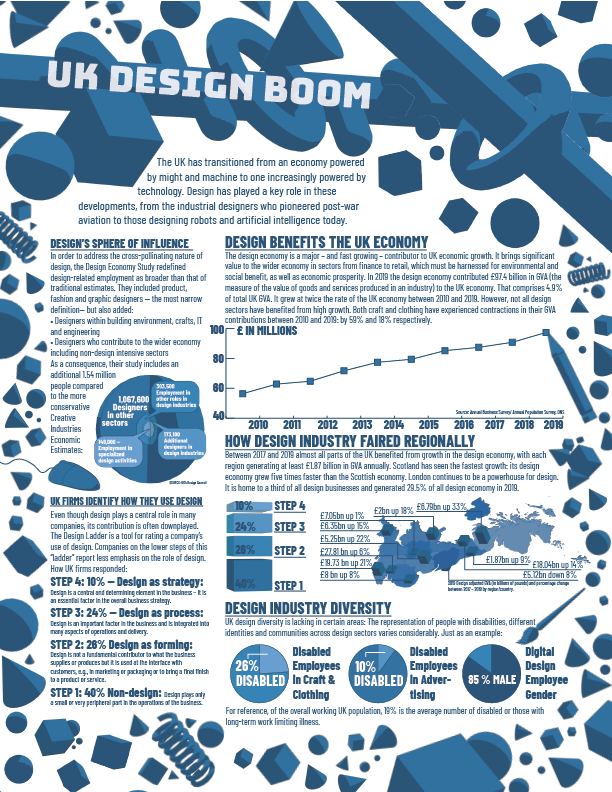 UK DESIGN BOOM
The UK has transitioned from an economy powered
by might and machine to one increasingly powered by
technology. Design has played a key role in these
developments, from the industrial designers who pioneered post-war
aviation to those designing robots and artificial intelligence today.
DESIGN'S SPHERE OF INFLUENCE
In order to address the cross-pollinating nature of
design, the Design Economy Study redefined
design-related employment as broader than that of
traditional estimates. They included product,
fashion and graphic designers – the most narrow
definition– but also added:
• Designers within building environment, crafts, IT
and engineering
• Designers who contribute to the wider economy
including non-design intensive sectors
As a consequence, their study includes an
additional 1.54 million
people compared
to the more
conservative
Creative
Industries
Economic
Estimates:
1,067,600
Designers
in other
sectors
303,500
Employment in
other roles in
design industries
140,000 –
Employment in
specialized
design activities
173,100
Additional
designers in
design industries
UK FIRMS IDENTIFY HOW THEY USE DESIGN
Even though design plays a central role in many
companies, its contribution is often downplayed.
The Design Ladder is a tool for rating a company's
use of design. Companies on the lower steps of this
"ladder" report less emphasis on the role of design.
How UK firms responded:
STEP 4: 10% – Design as strategy:
Design is a central and determining element in the business – it is
an essential factor in the overall business strategy.
STEP 3: 24% – Design as process:
Design is an important factor in the business and is integrated into
many aspects of operations and delivery.
STEP 2: 26% Design as forming:
Design is not a fundamental contributor to what the business
supplies or produces but it is used at the interface with
customers, e.g., in marketing or packaging or to bring a final finish
to a product or service.
STEP 1: 40% Non-design: Design plays only
a small or very peripheral part in the operations of the business.
DESIGN BENEFITS THE UK ECONOMY
The design economy is a major – and fast growing – contributor to UK economic growth. It brings significant
value to the wider economy in sectors from finance to retail, which must be harnessed for environmental and
social benefit, as well as economic prosperity. In 2019 the design economy contributed £97.4 billion in GVA (the
measure of value of goods and services produced in an industry) to the UK economy. That comprises 4.9%
of total UK GVA. It grew at twice the rate of the UK economy between 2010 and 2019. However, not all design
sectors have benefited from high growth. Both craft and clothing have experienced contractions in their GVA
contributions between 2010 and 2019: by 59% and 18% respectively.
£ IN MILLIONS
100
80
60
40
Source: Annual Business Survey/ Annual Population Survey, ONS
2010 2011 2012 2013 2014 2015 2016 2017 2018 2019
HOW DESIGN INDUSTRY FAIRED REGIONALLY
Between 2017 and 2019 almost all parts of the UK benefited from growth in the design economy, with each
region generating at least £1.87 billion in GVA annually. Scotland has seen the fastest growth: its design
economy grew five times faster than the Scottish economy. London continues to be a powerhouse for design.
It is home to a third of all design businesses and generated 29.5% of all design economy in 2019.
10% STEP 4
24% STEP 3
26% STEP 2
40% STEP 1
£7.05bn up 1%
£2bn up 18%
£6.79bn up 33%
£6.35bn up 15%
£5.25bn up 22%
£27.81 bn up 6%
£19.73 bn up 21%
£8 bn up 8%
£1.87bn up 9%
£18.04bn up 14%
£5.12bn down 8%
2019 Design adjusted GVA (in billions of pounds) and percentage change
between 2017 – 2019 by region/country.
DESIGN INDUSTRY DIVERSITY
UK design diversity is lacking in certain areas: The representation of people with disabilities, different
identities and communities across design sectors varies considerably. Just as an example:
26%
DISABLED
Disabled
Employees
in Craft &
Clothing
10%
DISABLED
Disabled
Employees
in Adver-
tising
85 % MALE
Digital
Design
Employee
Gender
For reference, of the overall working UK population, 19% is the average number of disabled or those with
long-term work limiting illness.